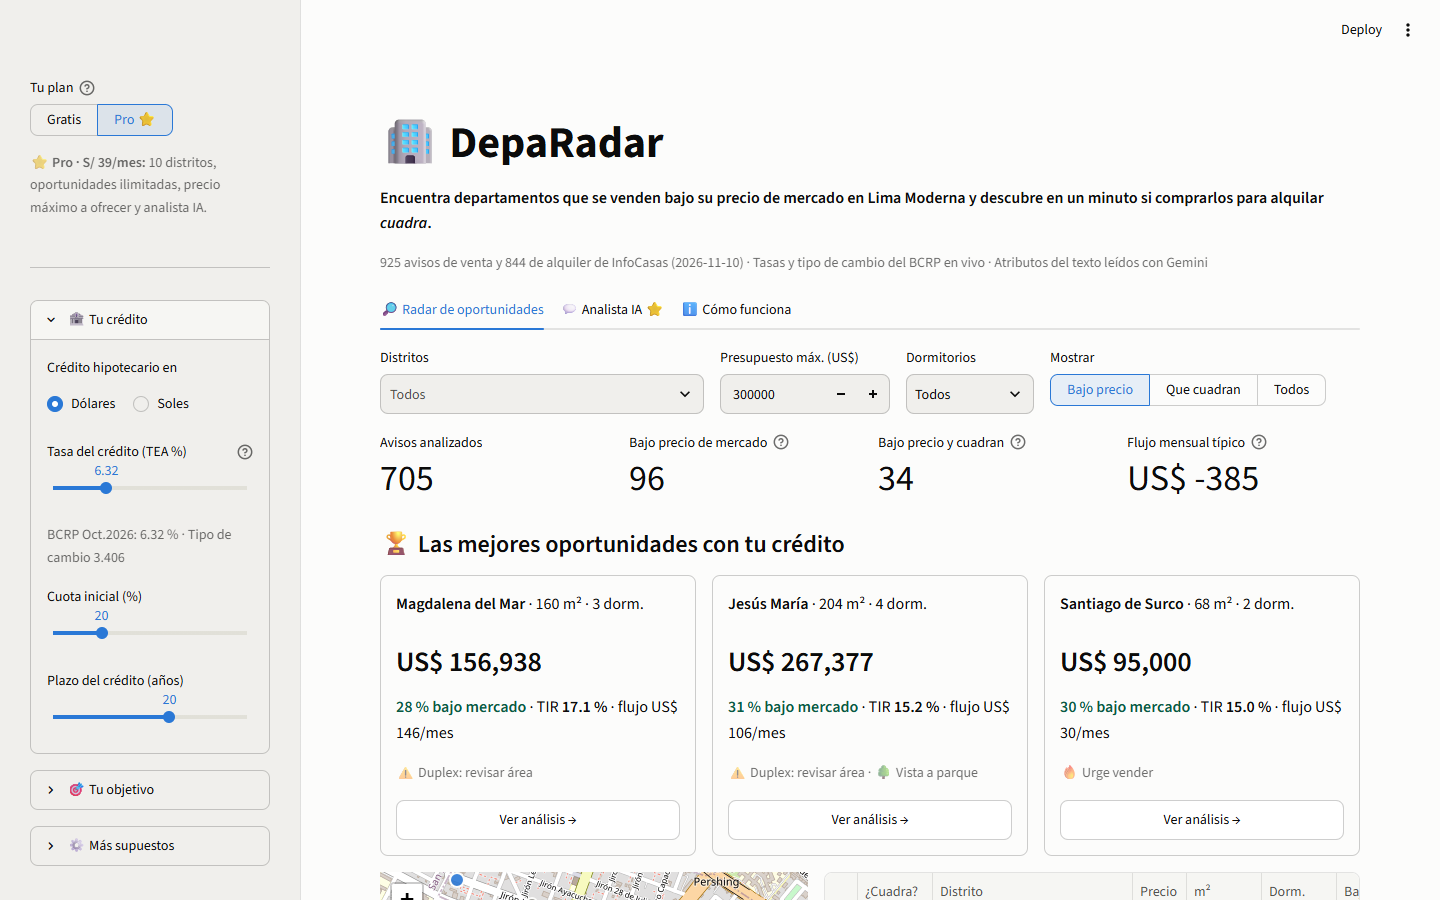 Deploy
Tu plan
Gratis
Pro ⭐
⭐ Pro · S/ 39/mes: 10 distritos,
oportunidades ilimitadas, precio
máximo a ofrecer y analista IA.
Tu crédito
Crédito hipotecario en
Dólares
Soles
Tasa del crédito (TEA %)
6.32
BCRP Oct.2026: 6.32 % · Tipo de
cambio 3.406
Cuota inicial (%)
20
Plazo del crédito (años)
20
Tu objetivo
Más supuestos
DepaRadar
Encuentra departamentos que se venden bajo su precio de mercado en Lima Moderna y descubre en un minuto si comprarlos para alquilar
cuadra.
925 avisos de venta y 844 de alquiler de InfoCasas (2026-11-10) · Tasas y tipo de cambio del BCRP en vivo · Atributos del texto leídos con Gemini
Radar de oportunidades
Analista IA ⭐
Cómo funciona
Distritos
Todos
Presupuesto máx. (US$)
300000
Dormitorios
Todos
Mostrar
Bajo precio
Que cuadran
Todos
Avisos analizados
705
Bajo precio de mercado
96
Bajo precio y cuadran
34
Flujo mensual típico
US$ -385
Las mejores oportunidades con tu crédito
Magdalena del Mar · 160 m² · 3 dorm.
US$ 156,938
28 % bajo mercado · TIR 17.1 % · flujo US$
146/mes
Duplex: revisar área
Ver análisis →
Jesús María · 204 m² · 4 dorm.
US$ 267,377
31 % bajo mercado · TIR 15.2 % · flujo US$
106/mes
Duplex: revisar área · Vista a parque
Ver análisis →
Santiago de Surco · 68 m² · 2 dorm.
US$ 95,000
30 % bajo mercado · TIR 15.0 % · flujo US$
30/mes
Urge vender
Ver análisis →
+
Jirón
Jirón Ayacu
Jirón 28 de
Pershing
¿Cuadra?
Distrito
Precio
m²
Dorm.
Ba